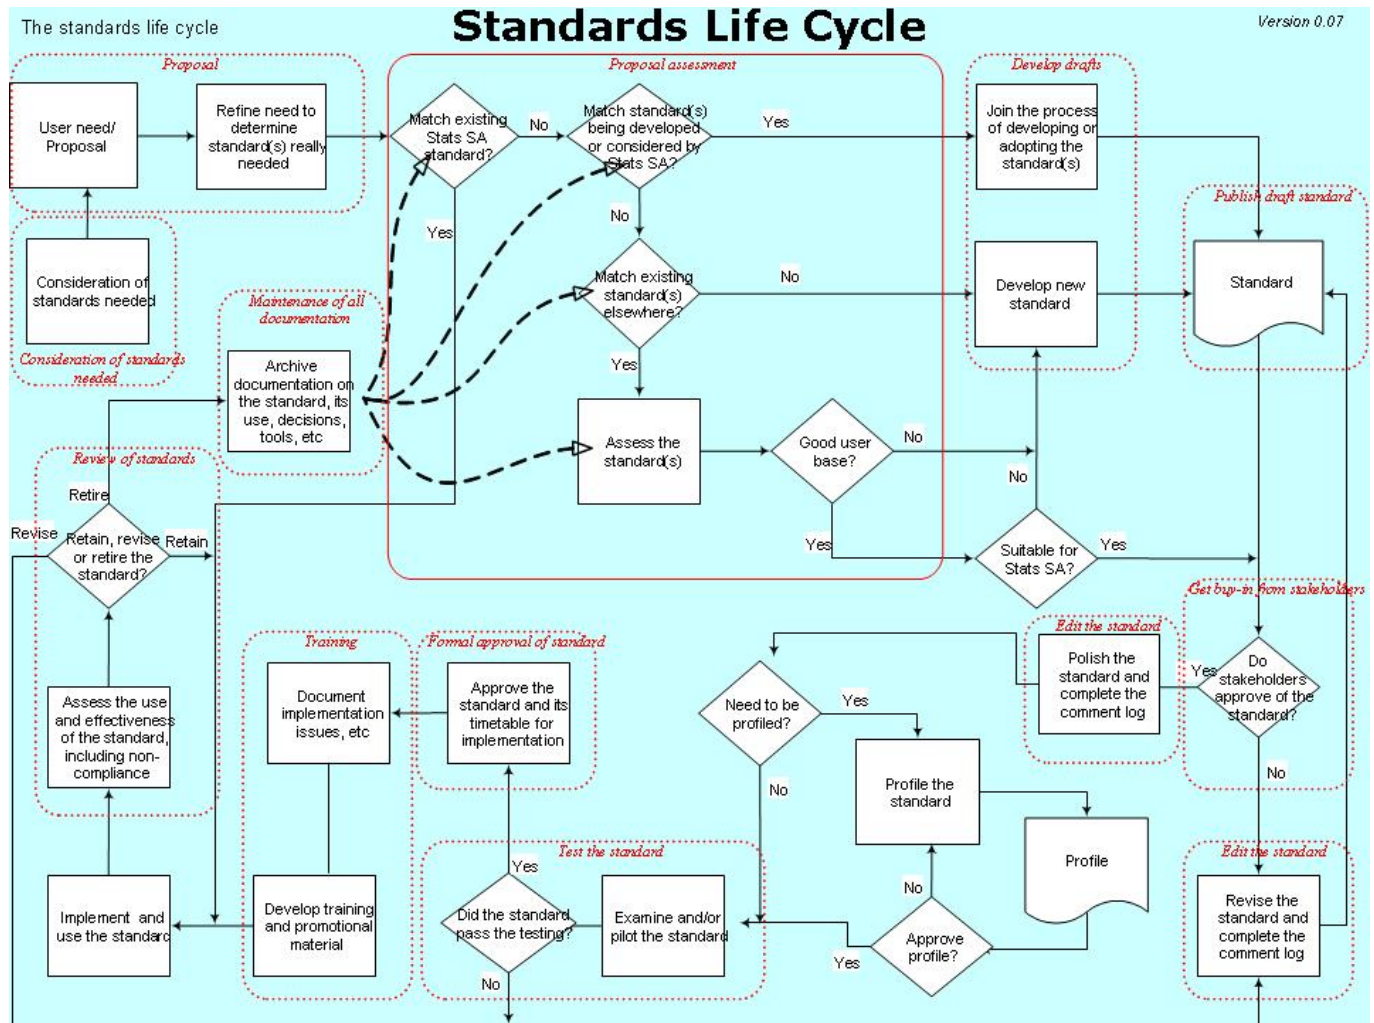 The standards life cycle
Standards Life Cycle
Version 0.07
Proposal
User need/
Proposal
Refine need to
determine
standard(s) really
needed
Consideration of
standards needed
Consideration of standards
needed
Proposal assessment
Match existing
Stats SA
standard?
No
Yes
Match standard(s)
being developed
or considered by
Stats SA?
Yes
No
Match existing
standard(s)
elsewhere?
No
Yes
Assess the
standard(s)
Good user
base?
No
Yes
Suitable for
Stats SA?
No
Yes
Develop drafts
Join the process
of developing or
adopting the
standard(s)
Develop new
standard
Publish draft standard
Standard
Maintenance of all
documentation
Archive
documentation on
the standard, its
use, decisions,
tools, etc
Review of standards
Retire
Revise
Retain, revise
or retire the
standard?
Retain
Assess the use
and effectiveness
of the standard,
including non-
compliance
Implement and
use the standard
Training
Document
implementation
issues, etc
Develop training
and promotional
material
Formal approval of standard
Approve the
standard and its
timetable for
implementation
Test the standard
Yes
Did the standard
pass the testing?
No
Examine and/or
pilot the standard
Need to be
profiled?
Yes
No
Profile the
standard
Profile
No
Approve
profile?
Yes
Edit the standard
Polish the
standard and
complete the
comment log
Get buy-in from stakeholders
Yes
Do
stakeholders
approve of the
standard?
No
Edit the standard
Revise the
standard and
complete the
comment log